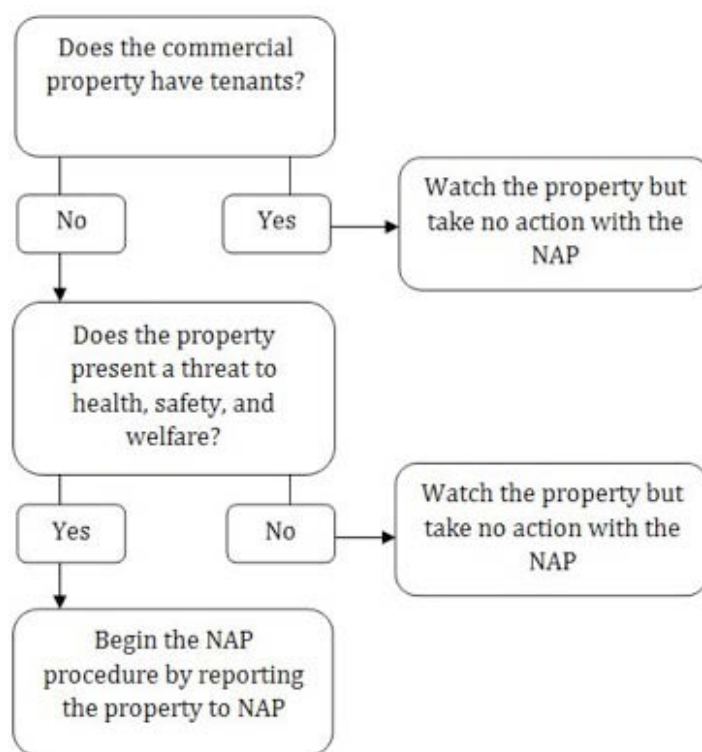 Does the commercial
property have tenants?
No
Yes
Watch the property but
take no action with the
NAP
Does the property
present a threat to
health, safety, and
welfare?
Yes
No
Watch the property but
take no action with the
NAP
Begin the NAP
procedure by reporting
the property to NAP